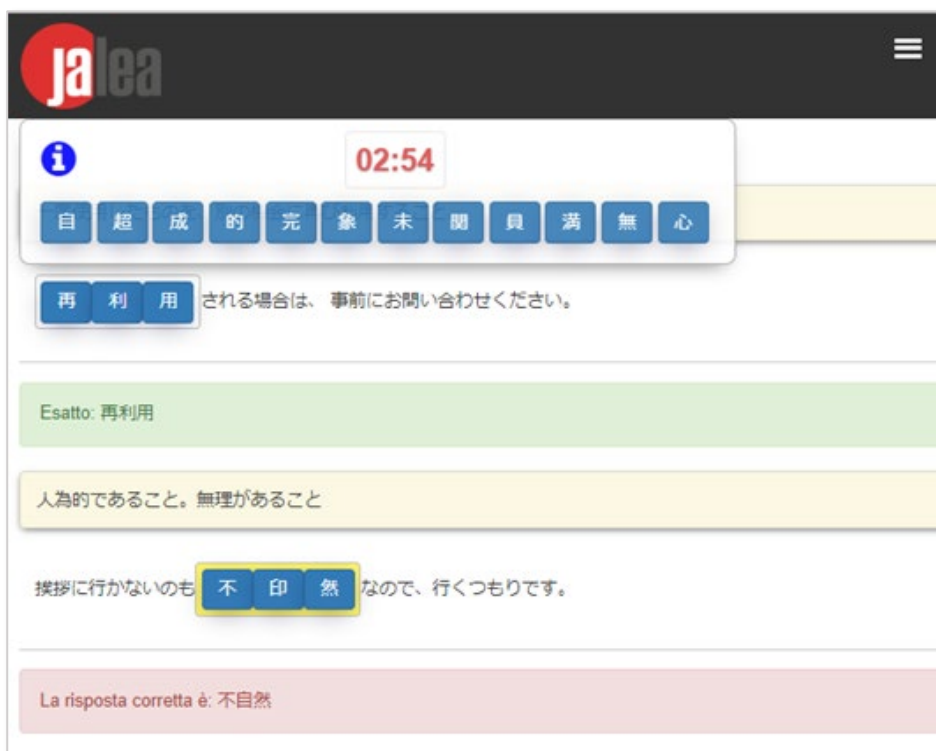 jalea
02:54
自 超 成 的 完 象 未 関 員 満 無 心
再 利 用 される場合は、 事前にお問い合わせください。
Esatto: 再利用
人為的であること。無理があること
挨拶に行かないのも 不 印 然 なので、行くつもりです。
La risposta corretta è: 不自然